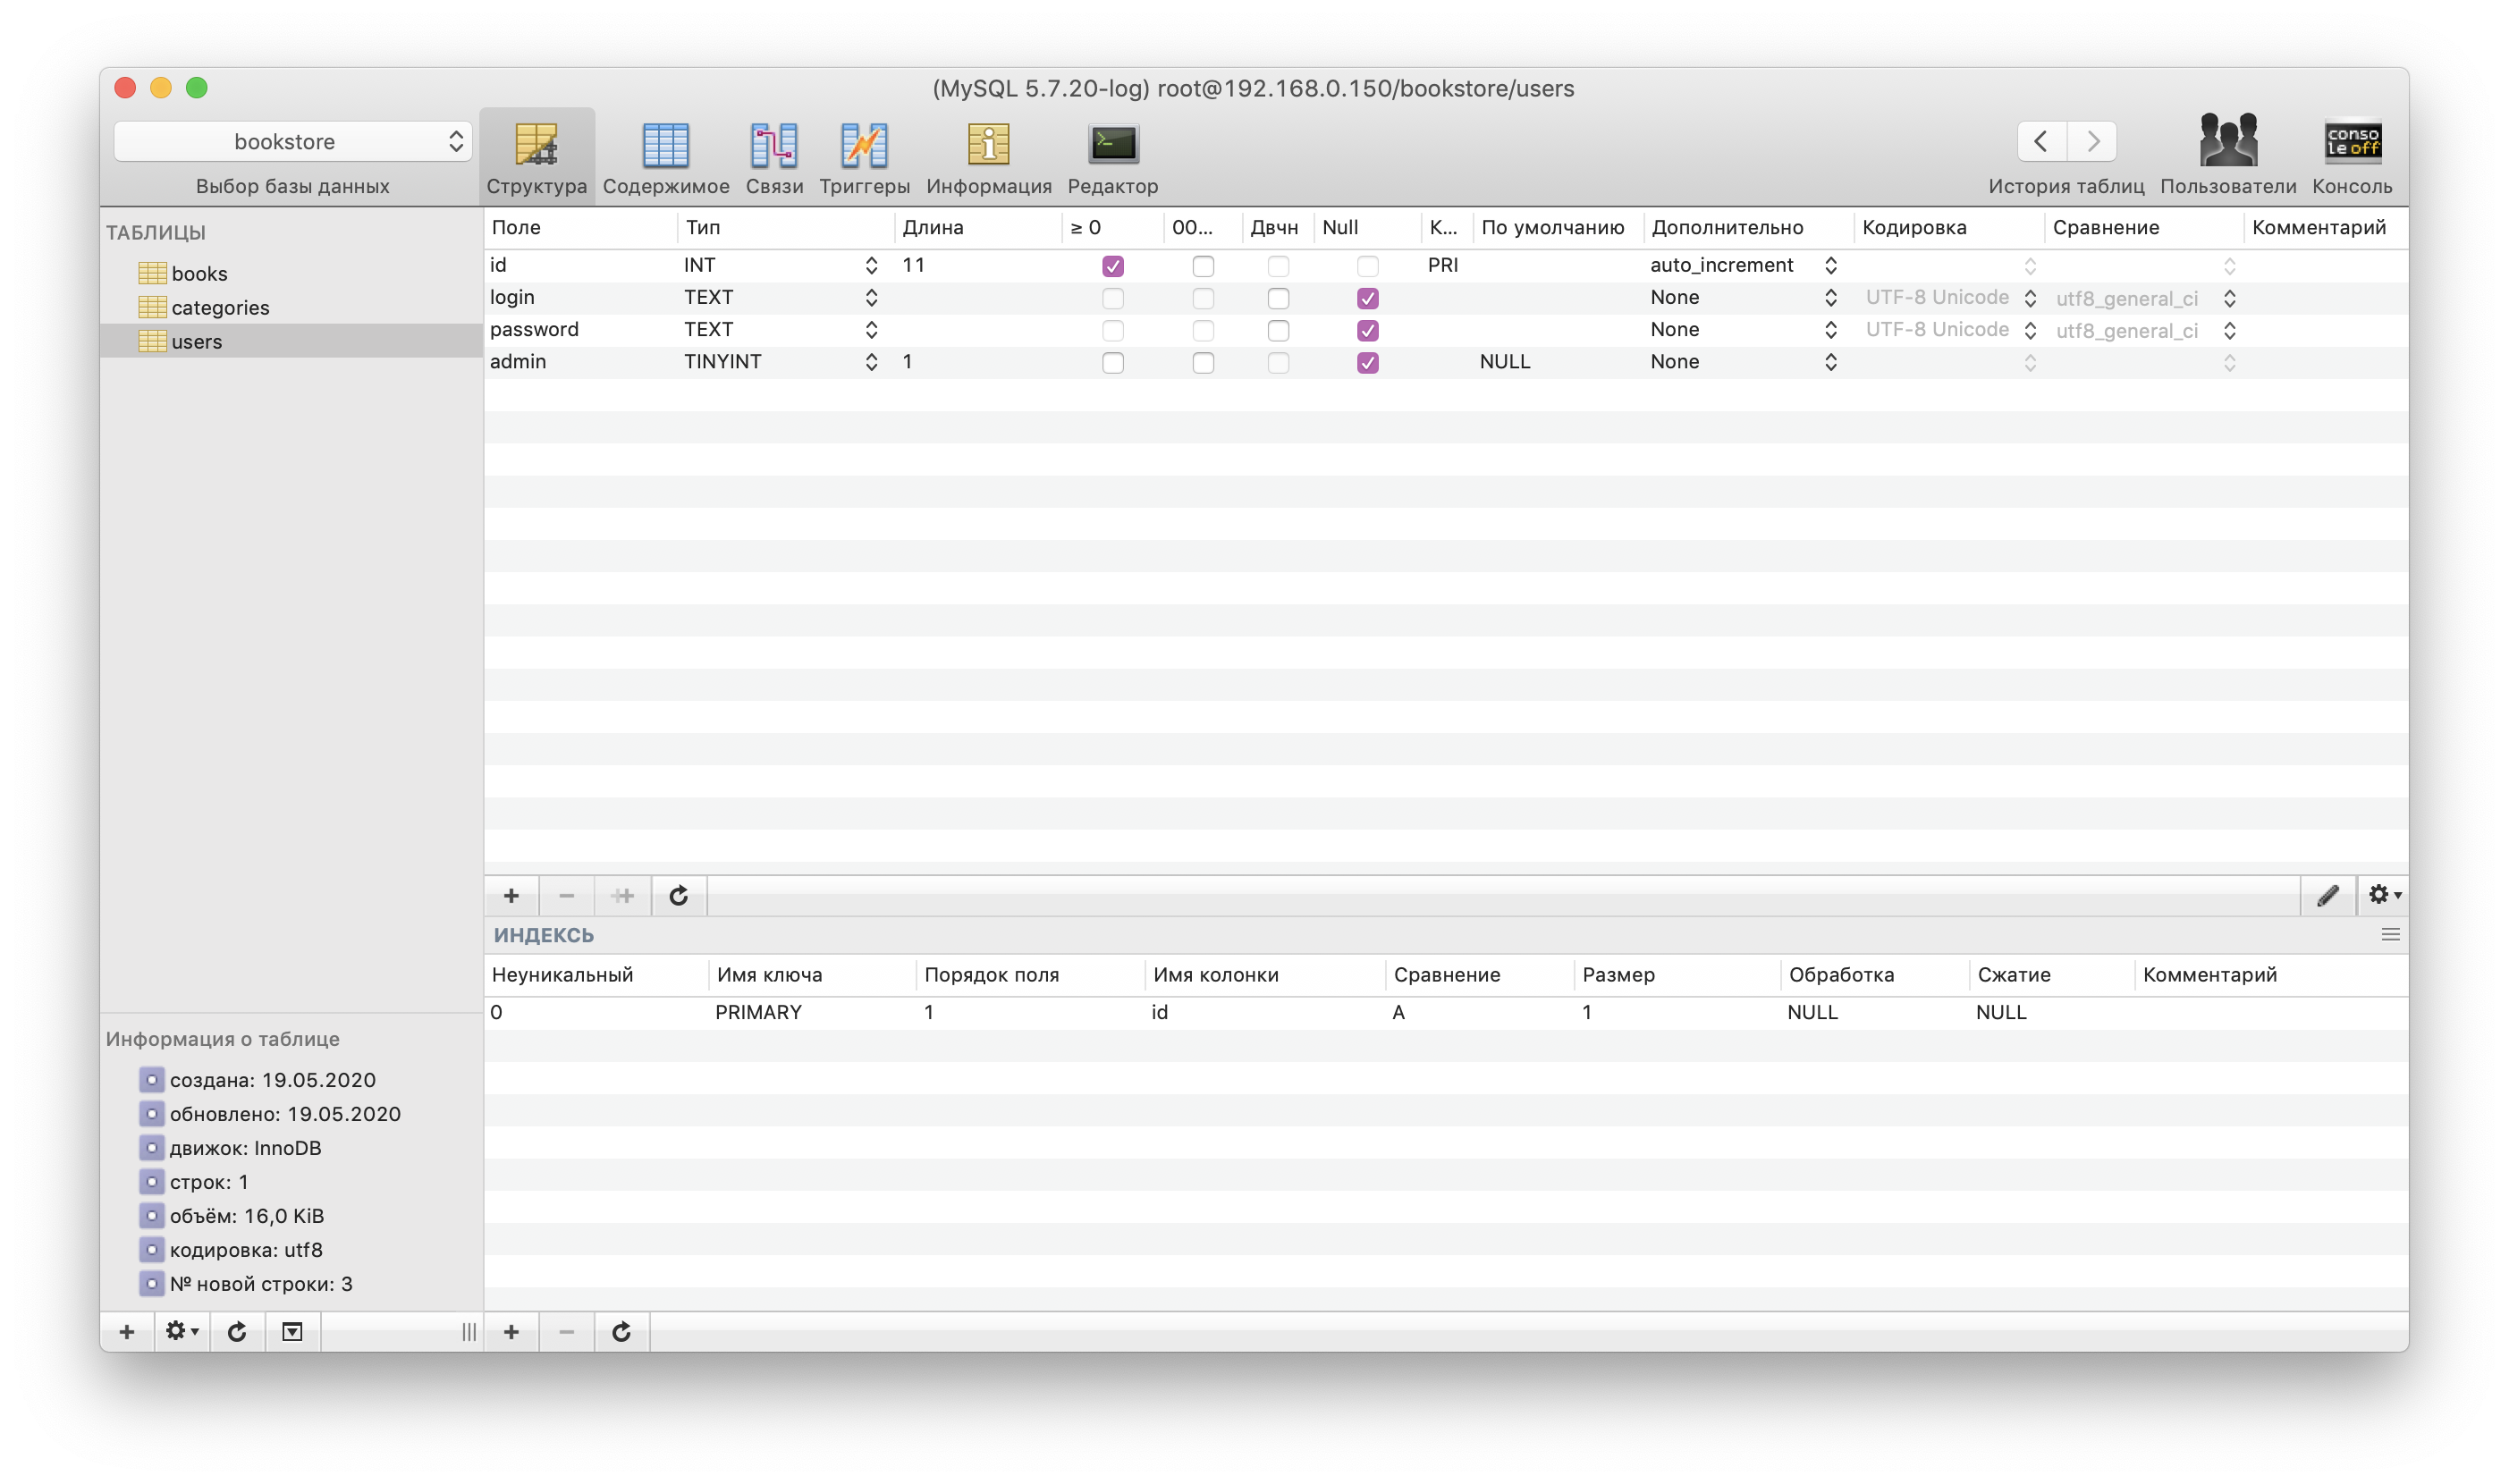 (MySQL 5.7.20-log) root@192.168.0.150/bookstore/users
bookstore
Выбор базы данных
Структура Содержимое Связи Триггеры Информация Редактор
conso
le off
История таблиц Пользователи Консоль
ТАБЛИЦЫ
books
categories
users
Поле Тип Длина ≥ 0 00... Двчн Null К... По умолчанию Дополнительно Кодировка Сравнение Комментарий
id INT 11 PRI auto_increment
login TEXT None UTF-8 Unicode utf8_general_ci
password TEXT None UTF-8 Unicode utf8_general_ci
admin TINYINT 1 NULL None
ИНДЕКСЬ
Неуникальный Имя ключа Порядок поля Имя колонки Сравнение Размер Обработка Сжатие Комментарий
0 PRIMARY 1 id A 1 NULL NULL
Информация о таблице
создана: 19.05.2020
обновлено: 19.05.2020
движок: InnoDB
строк: 1
объём: 16,0 KiB
кодировка: utf8
№ новой строки: 3